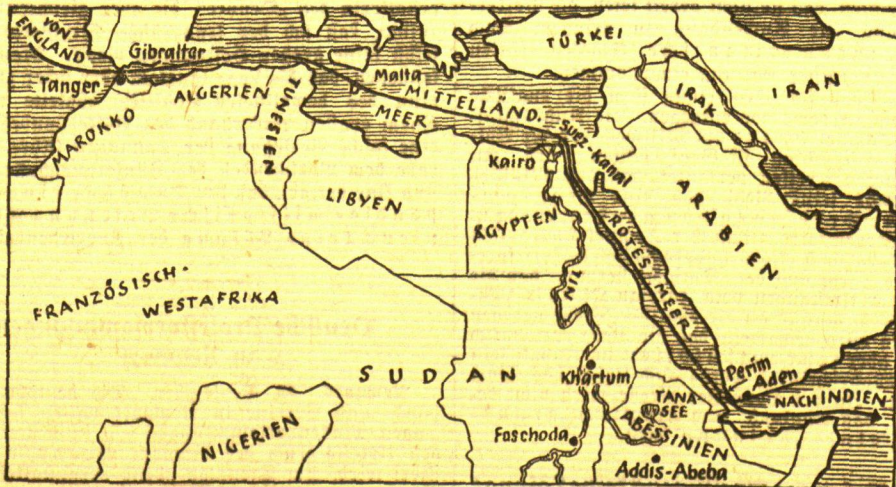 VON
ENGLAND
Gibraltar
Tanger
MAROKKO
ALGERIEN
TUNESIEN
Malta
MITTELLÄND.
MEER
TÜRKEI
IRAK
IRAN
Suez-Kanal
Kairo
LIBYEN
ÄGYPTEN
NIL
ROTES
MEER
ARABIEN
FRANZÖSISCH-
WESTAFRIKA
SUDAN
Khartum
Perim
Aden
NACH INDIEN
TANA
SEE
ABESSINIEN
NIGERIEN
Faschoda
Addis-Abeba